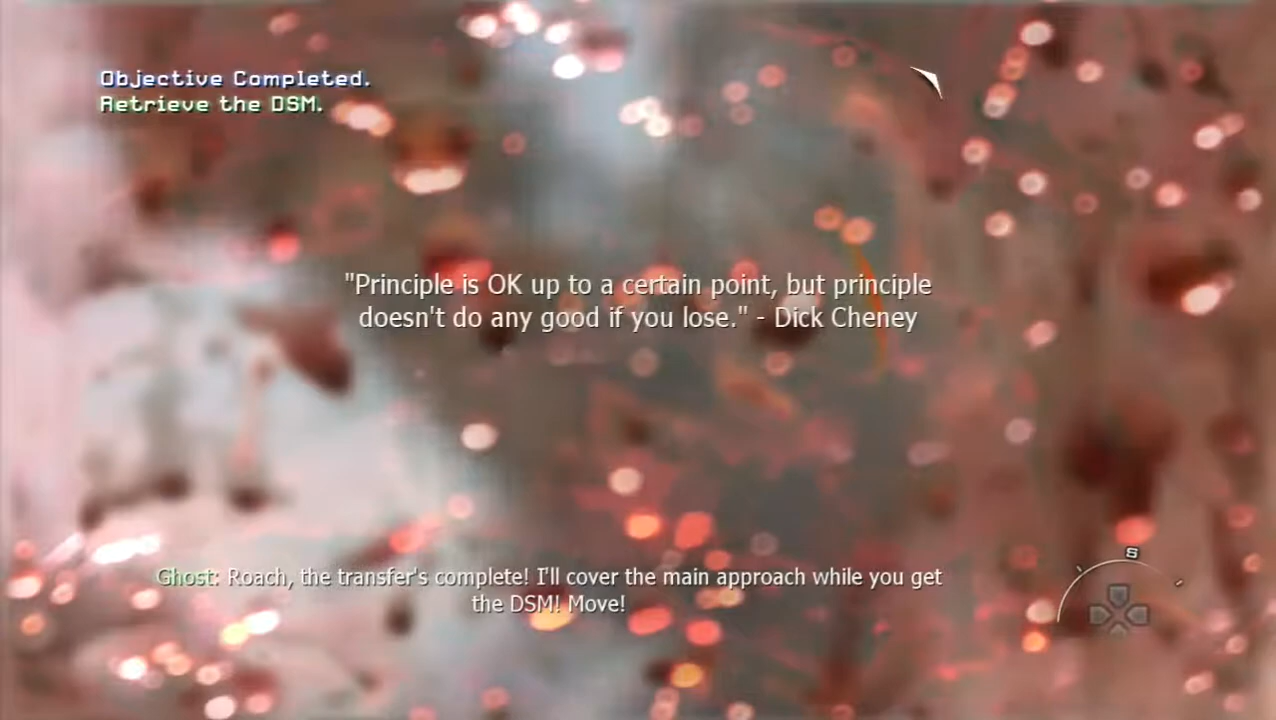 Objective Completed.
Retrieve the DSM.
"Principle is OK up to a certain point, but principle
doesn't do any good if you lose." - Dick Cheney
Ghost: Roach, the transfer's complete! I'll cover the main approach while you get
the DSM! Move!
S